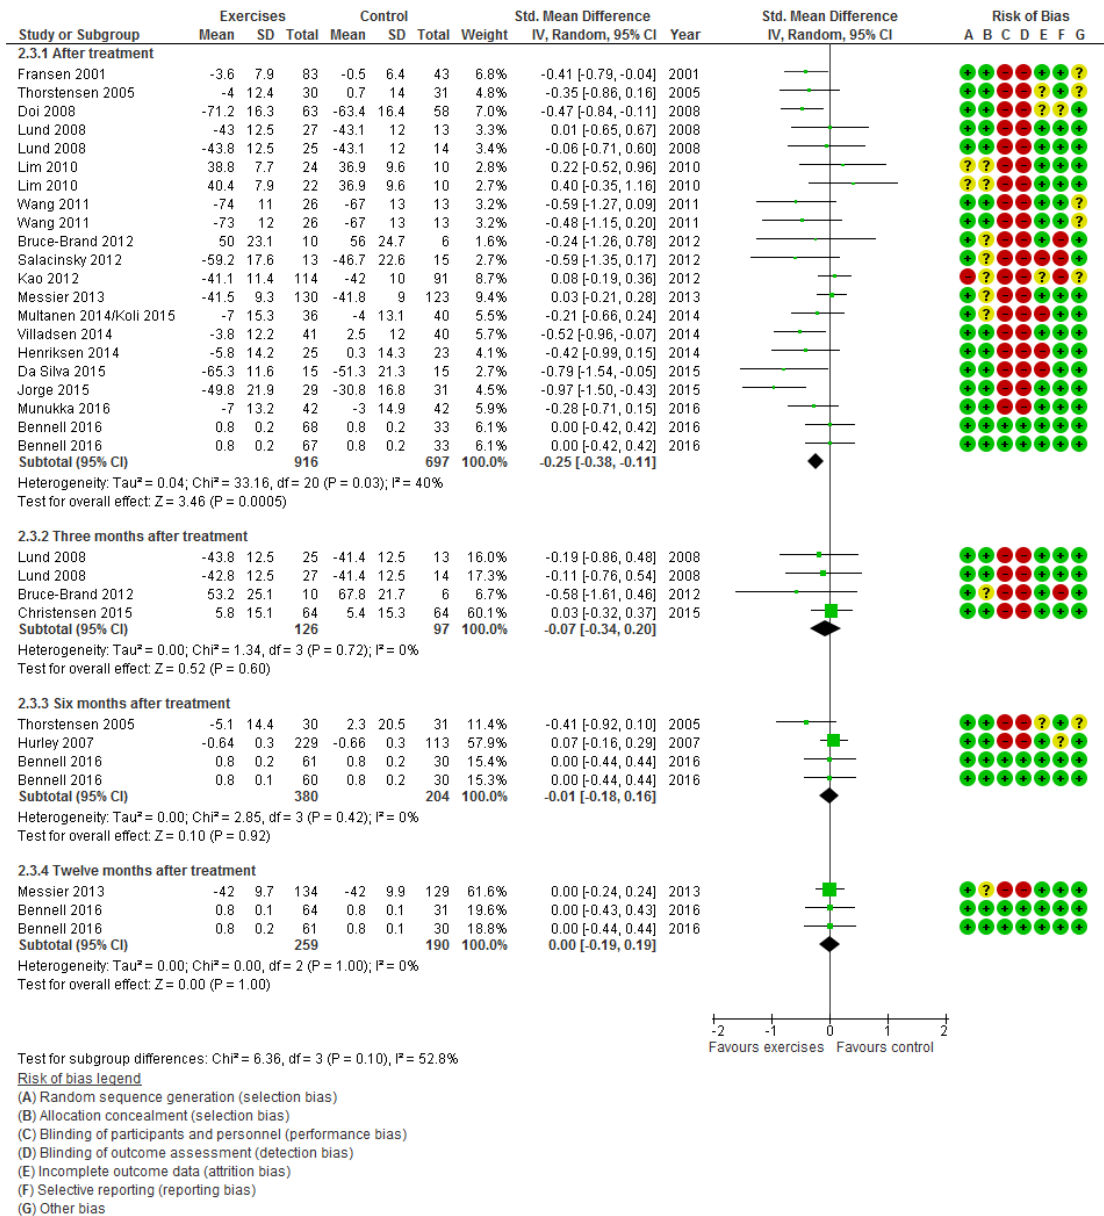 Exercises Control Std. Mean Difference Std. Mean Difference Risk of Bias
Study or Subgroup Mean SD Total Mean SD Total Weight IV, Random, 95% CI Year IV, Random, 95% CI A B C D E F G
2.3.1 After treatment
Fransen 2001 -3.6 7.9 83 -0.5 6.4 43 6.8% -0.41 [-0.79, -0.04] 2001 + + - - + + ?
Thorstensen 2005 -4 12.4 30 0.7 14 31 4.8% -0.35 [-0.86, 0.16] 2005 + + - - ? + ?
Doi 2008 -71.2 16.3 63 -63.4 16.4 58 7.0% -0.47 [-0.84, -0.11] 2008 + + - - ? ? +
Lund 2008 -43 12.5 27 -43.1 12 13 3.3% 0.01 [-0.65, 0.67] 2008 + + - - + + +
Lund 2008 -43.8 12.5 25 -43.1 12 14 3.3% -0.06 [-0.71, 0.60] 2008 + + - - + + +
Lim 2010 38.8 7.7 24 36.9 9.6 10 2.8% 0.22 [-0.52, 0.96] 2010 ? ? - - + + +
Lim 2010 40.4 7.9 22 36.9 9.6 10 2.7% 0.40 [-0.35, 1.16] 2010 ? ? - - + + +
Wang 2011 -74 11 26 -67 13 13 3.2% -0.59 [-1.27, 0.09] 2011 + + - - + + ?
Wang 2011 -73 12 26 -67 13 13 3.2% -0.48 [-1.15, 0.20] 2011 + + - - + + ?
Bruce-Brand 2012 50 23.1 10 56 24.7 6 1.6% -0.24 [-1.26, 0.78] 2012 + ? - - + - +
Salacinsky 2012 -59.2 17.6 13 -46.7 22.6 15 2.7% -0.59 [-1.35, 0.17] 2012 + ? - - - - +
Kao 2012 -41.1 11.4 114 -42 10 91 8.8% 0.08 [-0.19, 0.36] 2012 - ? - - ? - ?
Messier 2013 -41.5 9.3 130 -41.8 9 123 9.4% 0.03 [-0.21, 0.28] 2013 + ? - - + + +
Multanen 2014/Koli 2015 -7 15.3 36 -4 13.1 40 5.6% -0.21 [-0.66, 0.24] 2014 + ? - - - + +
Villadsen 2014 -3.8 12.2 41 2.5 12 40 5.7% -0.52 [-0.96, -0.07] 2014 + + - - + + +
Henriksen 2014 -5.8 14.2 25 0.3 14.3 23 4.1% -0.42 [-0.99, 0.15] 2014 + + - - - + +
Da Silva 2015 -65.3 11.6 15 -51.3 21.3 15 2.7% -0.79 [-1.54, -0.05] 2015 + + - - - + +
Jorge 2015 -49.8 21.9 29 -30.8 16.8 31 4.5% -0.97 [-1.50, -0.43] 2015 + + - - + + +
Munukka 2016 -7 13.2 42 -3 14.9 42 5.9% -0.28 [-0.71, 0.15] 2016 + + - - + + +
Bennell 2016 0.8 0.2 68 0.8 0.2 33 6.1% 0.00 [-0.42, 0.42] 2016 + + + + + + +
Bennell 2016 0.8 0.2 67 0.8 0.2 33 6.1% 0.00 [-0.42, 0.42] 2016 + + + + + + +
Subtotal (95% CI) 916 697 100.0% -0.25 [-0.38, -0.11]
Heterogeneity: Tau² = 0.04; Chi² = 33.16, df = 20 (P = 0.03); I² = 40%
Test for overall effect: Z = 3.46 (P = 0.0005)
2.3.2 Three months after treatment
Lund 2008 -43.8 12.5 25 -41.4 12.5 13 16.0% -0.19 [-0.86, 0.48] 2008 + + - - + + +
Lund 2008 -42.8 12.5 27 -41.4 12.5 14 17.3% -0.11 [-0.76, 0.54] 2008 + + - - + + +
Bruce-Brand 2012 53.2 25.1 10 67.8 21.7 6 6.7% -0.58 [-1.61, 0.46] 2012 + ? - - + - +
Christensen 2015 5.8 15.1 64 5.4 15.3 64 60.1% 0.03 [-0.32, 0.37] 2015 + + - - + + +
Subtotal (95% CI) 126 97 100.0% -0.07 [-0.34, 0.20]
Heterogeneity: Tau² = 0.00; Chi² = 1.34, df = 3 (P = 0.72); I² = 0%
Test for overall effect: Z = 0.52 (P = 0.60)
2.3.3 Six months after treatment
Thorstensen 2005 -5.1 14.4 30 2.3 20.5 31 11.4% -0.41 [-0.92, 0.10] 2005 + + - - ? + ?
Hurley 2007 -0.64 0.3 229 -0.66 0.3 113 57.9% 0.07 [-0.16, 0.29] 2007 + + - - + ? +
Bennell 2016 0.8 0.2 61 0.8 0.2 30 15.4% 0.00 [-0.44, 0.44] 2016 + + + + + + +
Bennell 2016 0.8 0.1 60 0.8 0.2 30 15.3% 0.00 [-0.44, 0.44] 2016 + + + + + + +
Subtotal (95% CI) 380 204 100.0% -0.01 [-0.18, 0.16]
Heterogeneity: Tau² = 0.00; Chi² = 2.85, df = 3 (P = 0.42); I² = 0%
Test for overall effect: Z = 0.10 (P = 0.92)
2.3.4 Twelve months after treatment
Messier 2013 -42 9.7 134 -42 9.9 129 61.6% 0.00 [-0.24, 0.24] 2013 + ? - - + + +
Bennell 2016 0.8 0.1 64 0.8 0.1 31 19.6% 0.00 [-0.43, 0.43] 2016 + + + + + + +
Bennell 2016 0.8 0.2 61 0.8 0.1 30 18.8% 0.00 [-0.44, 0.44] 2016 + + + + + + +
Subtotal (95% CI) 259 190 100.0% 0.00 [-0.19, 0.19]
Heterogeneity: Tau² = 0.00; Chi² = 0.00, df = 2 (P = 1.00); I² = 0%
Test for overall effect: Z = 0.00 (P = 1.00)
-2 -1 0 1 2
Favours exercises Favours control
Test for subgroup differences: Chi² = 6.36, df = 3 (P = 0.10), I² = 52.8%
Risk of bias legend
(A) Random sequence generation (selection bias)
(B) Allocation concealment (selection bias)
(C) Blinding of participants and personnel (performance bias)
(D) Blinding of outcome assessment (detection bias)
(E) Incomplete outcome data (attrition bias)
(F) Selective reporting (reporting bias)
(G) Other bias